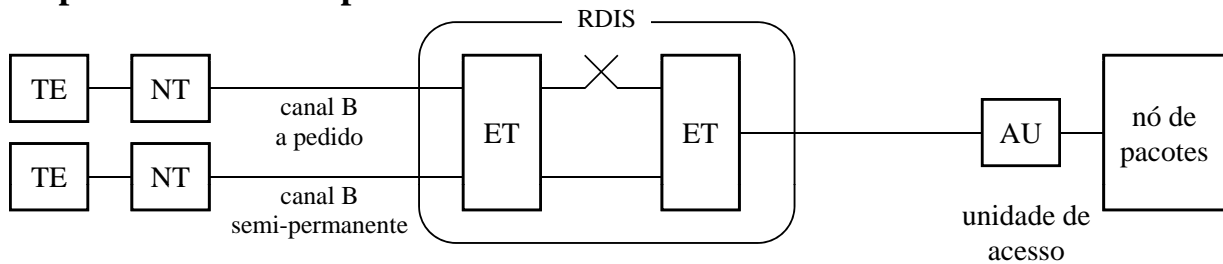 RDIS
TE
NT
canal B
a pedido
ET
ET
AU
nó de
pacotes
TE
NT
canal B
semi-permanente
unidade de
acesso